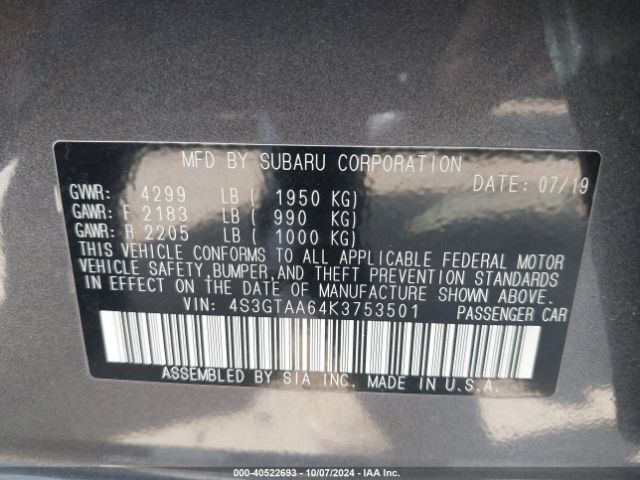 MFD BY SUBARU CORPORATION
DATE: 07/19
GVWR: 4299 LB ( 1950 KG)
GAWR: F 2183 LB ( 990 KG)
GAWR: R 2205 LB ( 1000 KG)
THIS VEHICLE CONFORMS TO ALL APPLICABLE FEDERAL MOTOR
VEHICLE SAFETY, BUMPER, AND THEFT PREVENTION STANDARDS
IN EFFECT ON THE DATE OF MANUFACTURE SHOWN ABOVE.
VIN: 4S3GTAA64K3753501 PASSENGER CAR
ASSEMBLED BY SIA INC. MADE IN U.S.A.
000-40522693 - 10/07/2024 - IAA Inc.